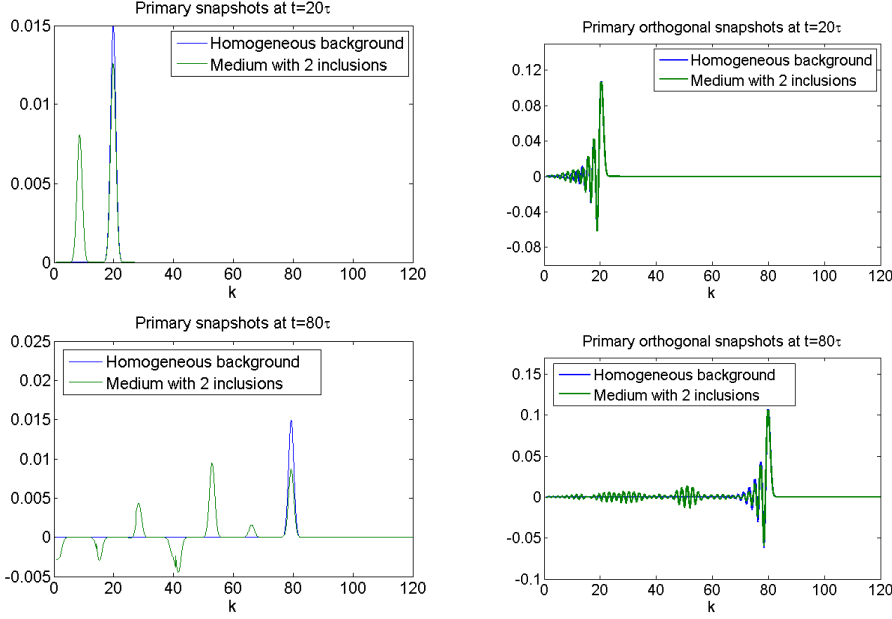 Primary snapshots at t=20τ
0.015
0.01
0.005
0
Homogeneous background
Medium with 2 inclusions
0 20 40 60 80 100 120
k
Primary orthogonal snapshots at t=20τ
0.12
0.08
0.04
0
-0.04
-0.08
Homogeneous background
Medium with 2 inclusions
0 20 40 60 80 100 120
k
Primary snapshots at t=80τ
0.025
0.02
0.015
0.01
0.005
0
-0.005
Homogeneous background
Medium with 2 inclusions
0 20 40 60 80 100 120
k
Primary orthogonal snapshots at t=80τ
0.15
0.1
0.05
0
-0.05
-0.1
Homogeneous background
Medium with 2 inclusions
0 20 40 60 80 100 120
k